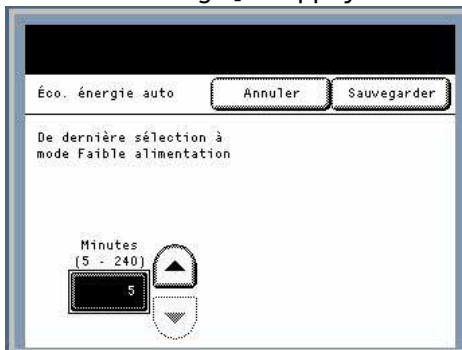 Éco. énergie auto
Annuler
Sauvegarder
De dernière sélection à
mode Faible alimentation
Minutes
(5 - 240)
5